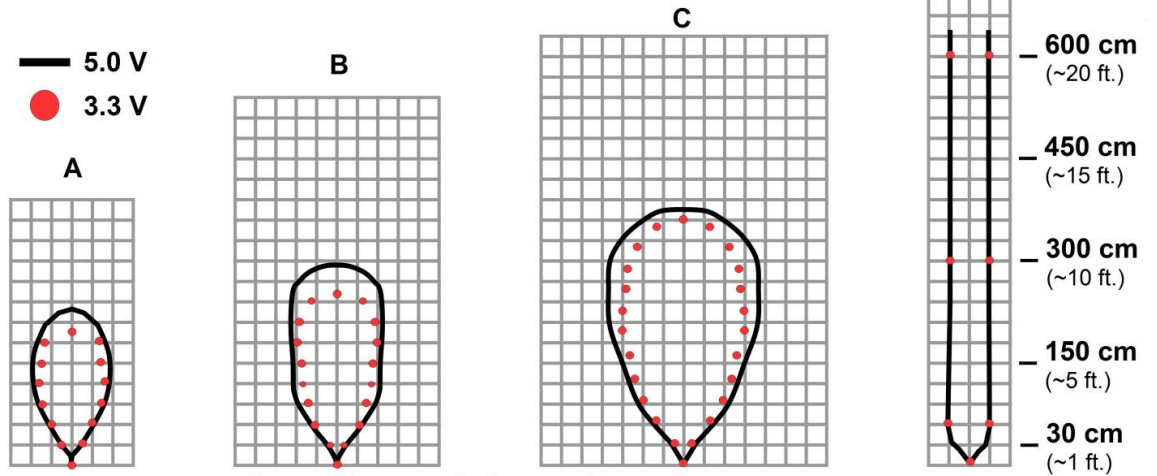 5.0 V
3.3 V
A
B
C
600 cm
(~20 ft.)
450 cm
(~15 ft.)
300 cm
(~10 ft.)
150 cm
(~5 ft.)
30 cm
(~1 ft.)